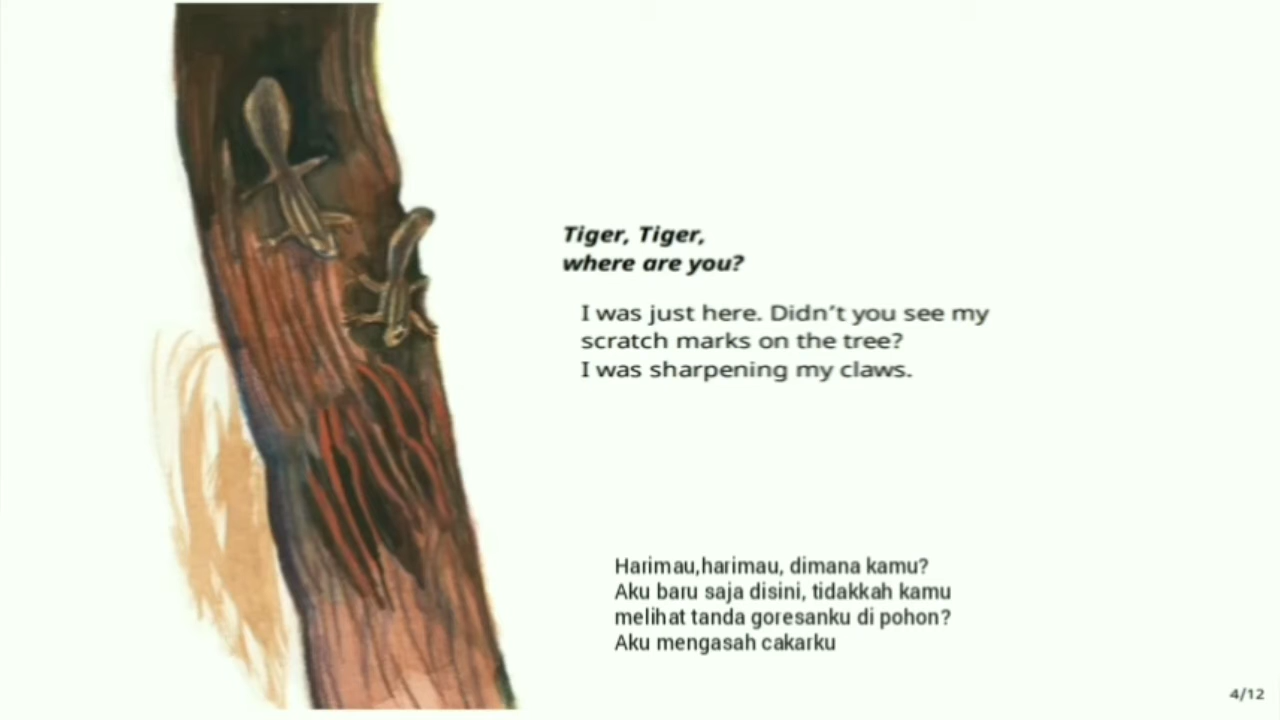 Tiger, Tiger,
where are you?
I was just here. Didn't you see my
scratch marks on the tree?
I was sharpening my claws.
Harimau,harimau, dimana kamu?
Aku baru saja disini, tidakkah kamu
melihat tanda goresanku di pohon?
Aku mengasah cakarku
4/12